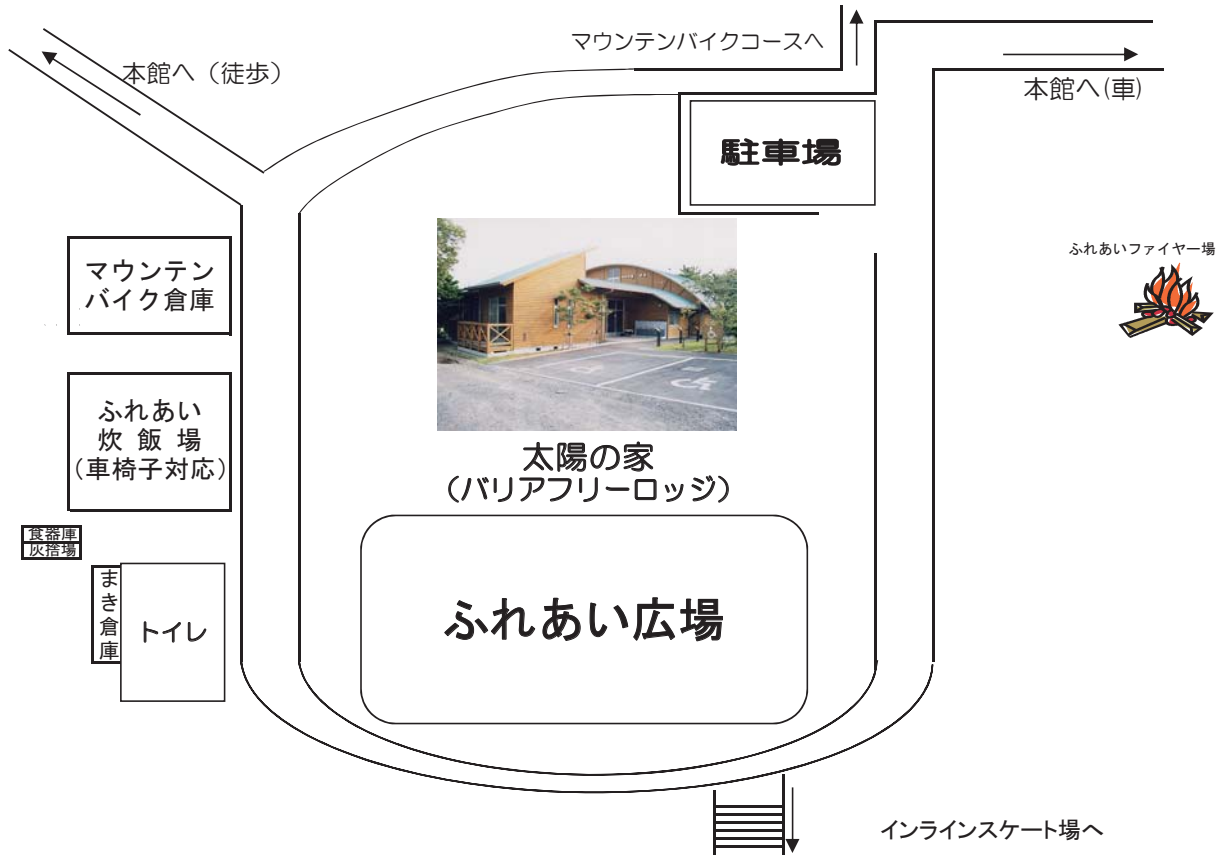 マウンテンバイクコースへ
本館へ（徒歩）
本館へ(車)
駐車場
ふれあいファイヤー場
マウンテン
バイク倉庫
ふれあい
炊 飯 場
（車椅子対応）
太陽の家
（バリアフリーロッジ）
食器庫
灰捨場
まき倉庫
トイレ
ふれあい広場
インラインスケート場へ